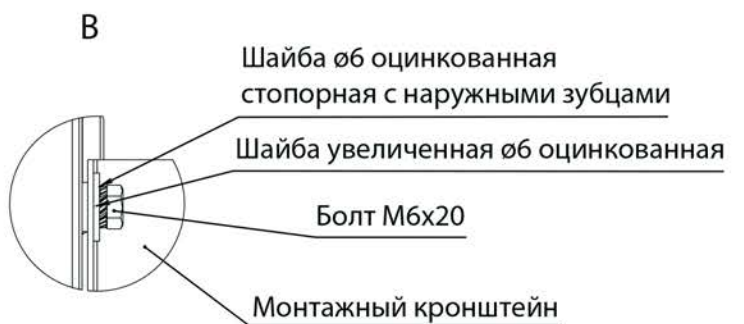 В
Шайба ø6 оцинкованная
стопорная с наружными зубцами
Шайба увеличенная ø6 оцинкованная
Болт М6х20
Монтажный кронштейн